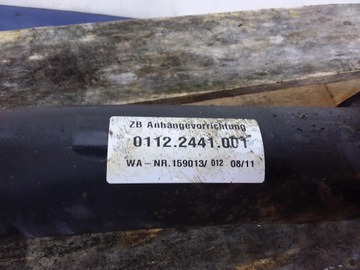 ZB Anhängevorrichtung
0112.2441.001
WA-NR.159013/ 012 08/11